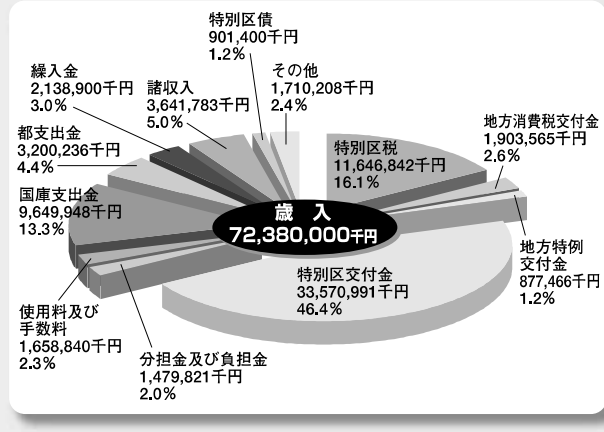 特別区債
901,400千円
1.2%
その他
1,710,208千円
2.4%
繰入金
2,138,900千円
3.0%
諸収入
3,641,783千円
5.0%
都支出金
3,200,236千円
4.4%
国庫支出金
9,649,948千円
13.3%
特別区税
11,646,842千円
16.1%
地方消費税交付金
1,903,565千円
2.6%
歳 入
72,380,000千円
地方特例
交付金
877,466千円
1.2%
特別区交付金
33,570,991千円
46.4%
使用料及び
手数料
1,658,840千円
2.3%
分担金及び負担金
1,479,821千円
2.0%